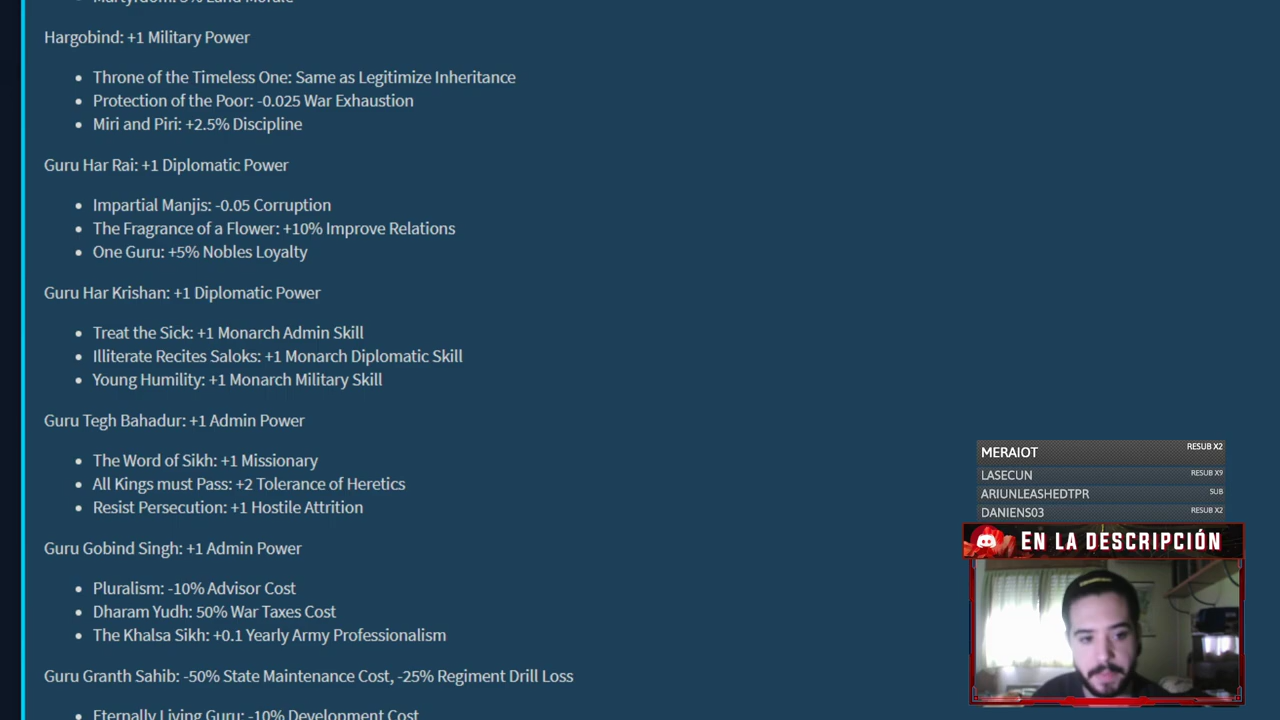 Martyrdom: 5% Land Morale
Hargobind: +1 Military Power
Throne of the Timeless One: Same as Legitimize Inheritance
Protection of the Poor: -0.025 War Exhaustion
Miri and Piri: +2.5% Discipline
Guru Har Rai: +1 Diplomatic Power
Impartial Manjis: -0.05 Corruption
The Fragrance of a Flower: +10% Improve Relations
One Guru: +5% Nobles Loyalty
Guru Har Krishan: +1 Diplomatic Power
Treat the Sick: +1 Monarch Admin Skill
Illiterate Recites Saloks: +1 Monarch Diplomatic Skill
Young Humility: +1 Monarch Military Skill
Guru Tegh Bahadur: +1 Admin Power
The Word of Sikh: +1 Missionary
All Kings must Pass: +2 Tolerance of Heretics
Resist Persecution: +1 Hostile Attrition
Guru Gobind Singh: +1 Admin Power
Pluralism: -10% Advisor Cost
Dharam Yudh: 50% War Taxes Cost
The Khalsa Sikh: +0.1 Yearly Army Professionalism
Guru Granth Sahib: -50% State Maintenance Cost, -25% Regiment Drill Loss
Eternally Living Guru: -10% Development Cost
MERAIOT RESUB X2
LASECUN RESUB X9
ARIUNLEASHEDTPR SUB
DANIENS03 RESUB X2
EN LA DESCRIPCIÓN